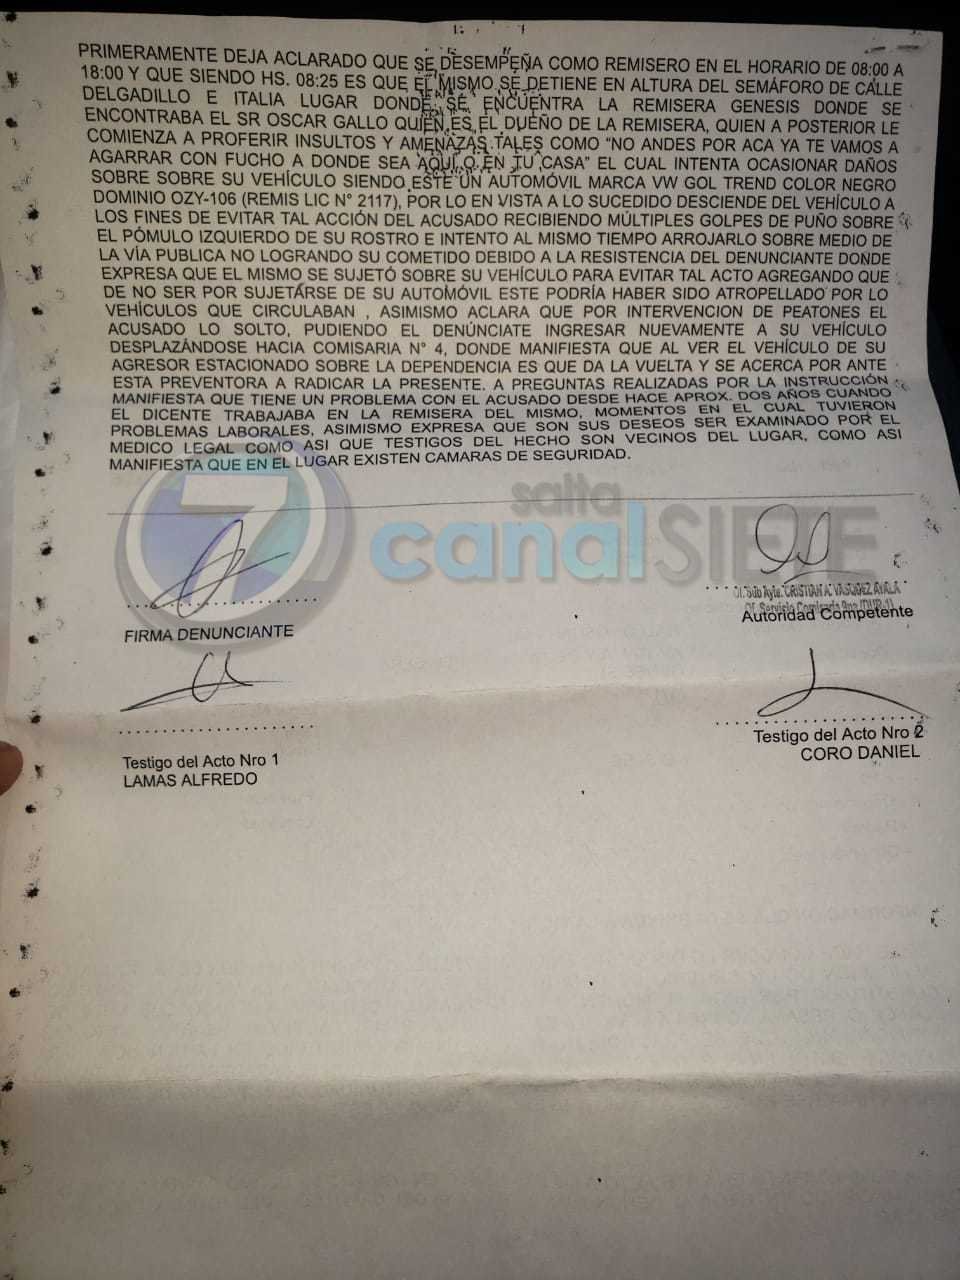 PRIMERAMENTE DEJA ACLARADO QUE SE DESEMPEÑA COMO REMISERO EN EL HORARIO DE 08:00 A
18:00 Y QUE SIENDO HS. 08:25 ES QUE EL MISMO SE DETIENE EN ALTURA DEL SEMÁFORO DE CALLE
DELGADILLO E ITALIA LUGAR DONDE SE ENCUENTRA LA REMISERA GENESIS DONDE SE
ENCONTRABA EL SR OSCAR GALLO QUIEN ES EL DUEÑO DE LA REMISERA, QUIEN A POSTERIOR LE
COMIENZA A PROFERIR INSULTOS Y AMENAZAS TALES COMO "NO ANDES POR ACA YA TE VAMOS A
AGARRAR CON FUCHO A DONDE SEA AQUÍ O EN TU CASA" EL CUAL INTENTA OCASIONAR DAÑOS
SOBRE SOBRE SU VEHÍCULO SIENDO ESTE UN AUTOMÓVIL MARCA VW GOL TREND COLOR NEGRO
DOMINIO OZY-106 (REMIS LIC N° 2117), POR LO EN VISTA A LO SUCEDIDO DESCIENDE DEL VEHÍCULO A
LOS FINES DE EVITAR TAL ACCIÓN DEL ACUSADO RECIBIENDO MÚLTIPLES GOLPES DE PUÑO SOBRE
EL PÓMULO IZQUIERDO DE SU ROSTRO E INTENTO AL MISMO TIEMPO ARROJARLO SOBRE MEDIO DE
LA VÍA PUBLICA NO LOGRANDO SU COMETIDO DEBIDO A LA RESISTENCIA DEL DENUNCIANTE DONDE
EXPRESA QUE EL MISMO SE SUJETÓ SOBRE SU VEHÍCULO PARA EVITAR TAL ACTO AGREGANDO QUE
DE NO SER POR SUJETÁRSE DE SU AUTOMÓVIL ESTE PODRÍA HABER SIDO ATROPELLADO POR LO
VEHÍCULOS QUE CIRCULABAN , ASIMISMO ACLARA QUE POR INTERVENCION DE PEATONES EL
ACUSADO LO SOLTO, PUDIENDO EL DENÚNCIATE INGRESAR NUEVAMENTE A SU VEHÍCULO
DESPLAZÁNDOSE HACIA COMISARIA N° 4, DONDE MANIFIESTA QUE AL VER EL VEHÍCULO DE SU
AGRESOR ESTACIONADO SOBRE LA DEPENDENCIA ES QUE DA LA VUELTA Y SE ACERCA POR ANTE
ESTA PREVENTORA A RADICAR LA PRESENTE. A PREGUNTAS REALIZADAS POR LA INSTRUCCIÓN
MANIFIESTA QUE TIENE UN PROBLEMA CON EL ACUSADO DESDE HACE APROX. DOS AÑOS CUANDO
EL DICENTE TRABAJABA EN LA REMISERA DEL MISMO, MOMENTOS EN EL CUAL TUVIERON
PROBLEMAS LABORALES, ASIMISMO EXPRESA QUE SON SUS DESEOS SER EXAMINADO POR EL
MEDICO LEGAL COMO ASI QUE TESTIGOS DEL HECHO SON VECINOS DEL LUGAR, COMO ASI
MANIFIESTA QUE EN EL LUGAR EXISTEN CAMARAS DE SEGURIDAD.
7 salta
canal SIETE
Of. Sub Ayte. CRISTIAN A. VASQUEZ AYALA
FIRMA DENUNCIANTE
Autoridad Competente
Testigo del Acto Nro 1
LAMAS ALFREDO
Testigo del Acto Nro 2
CORO DANIEL